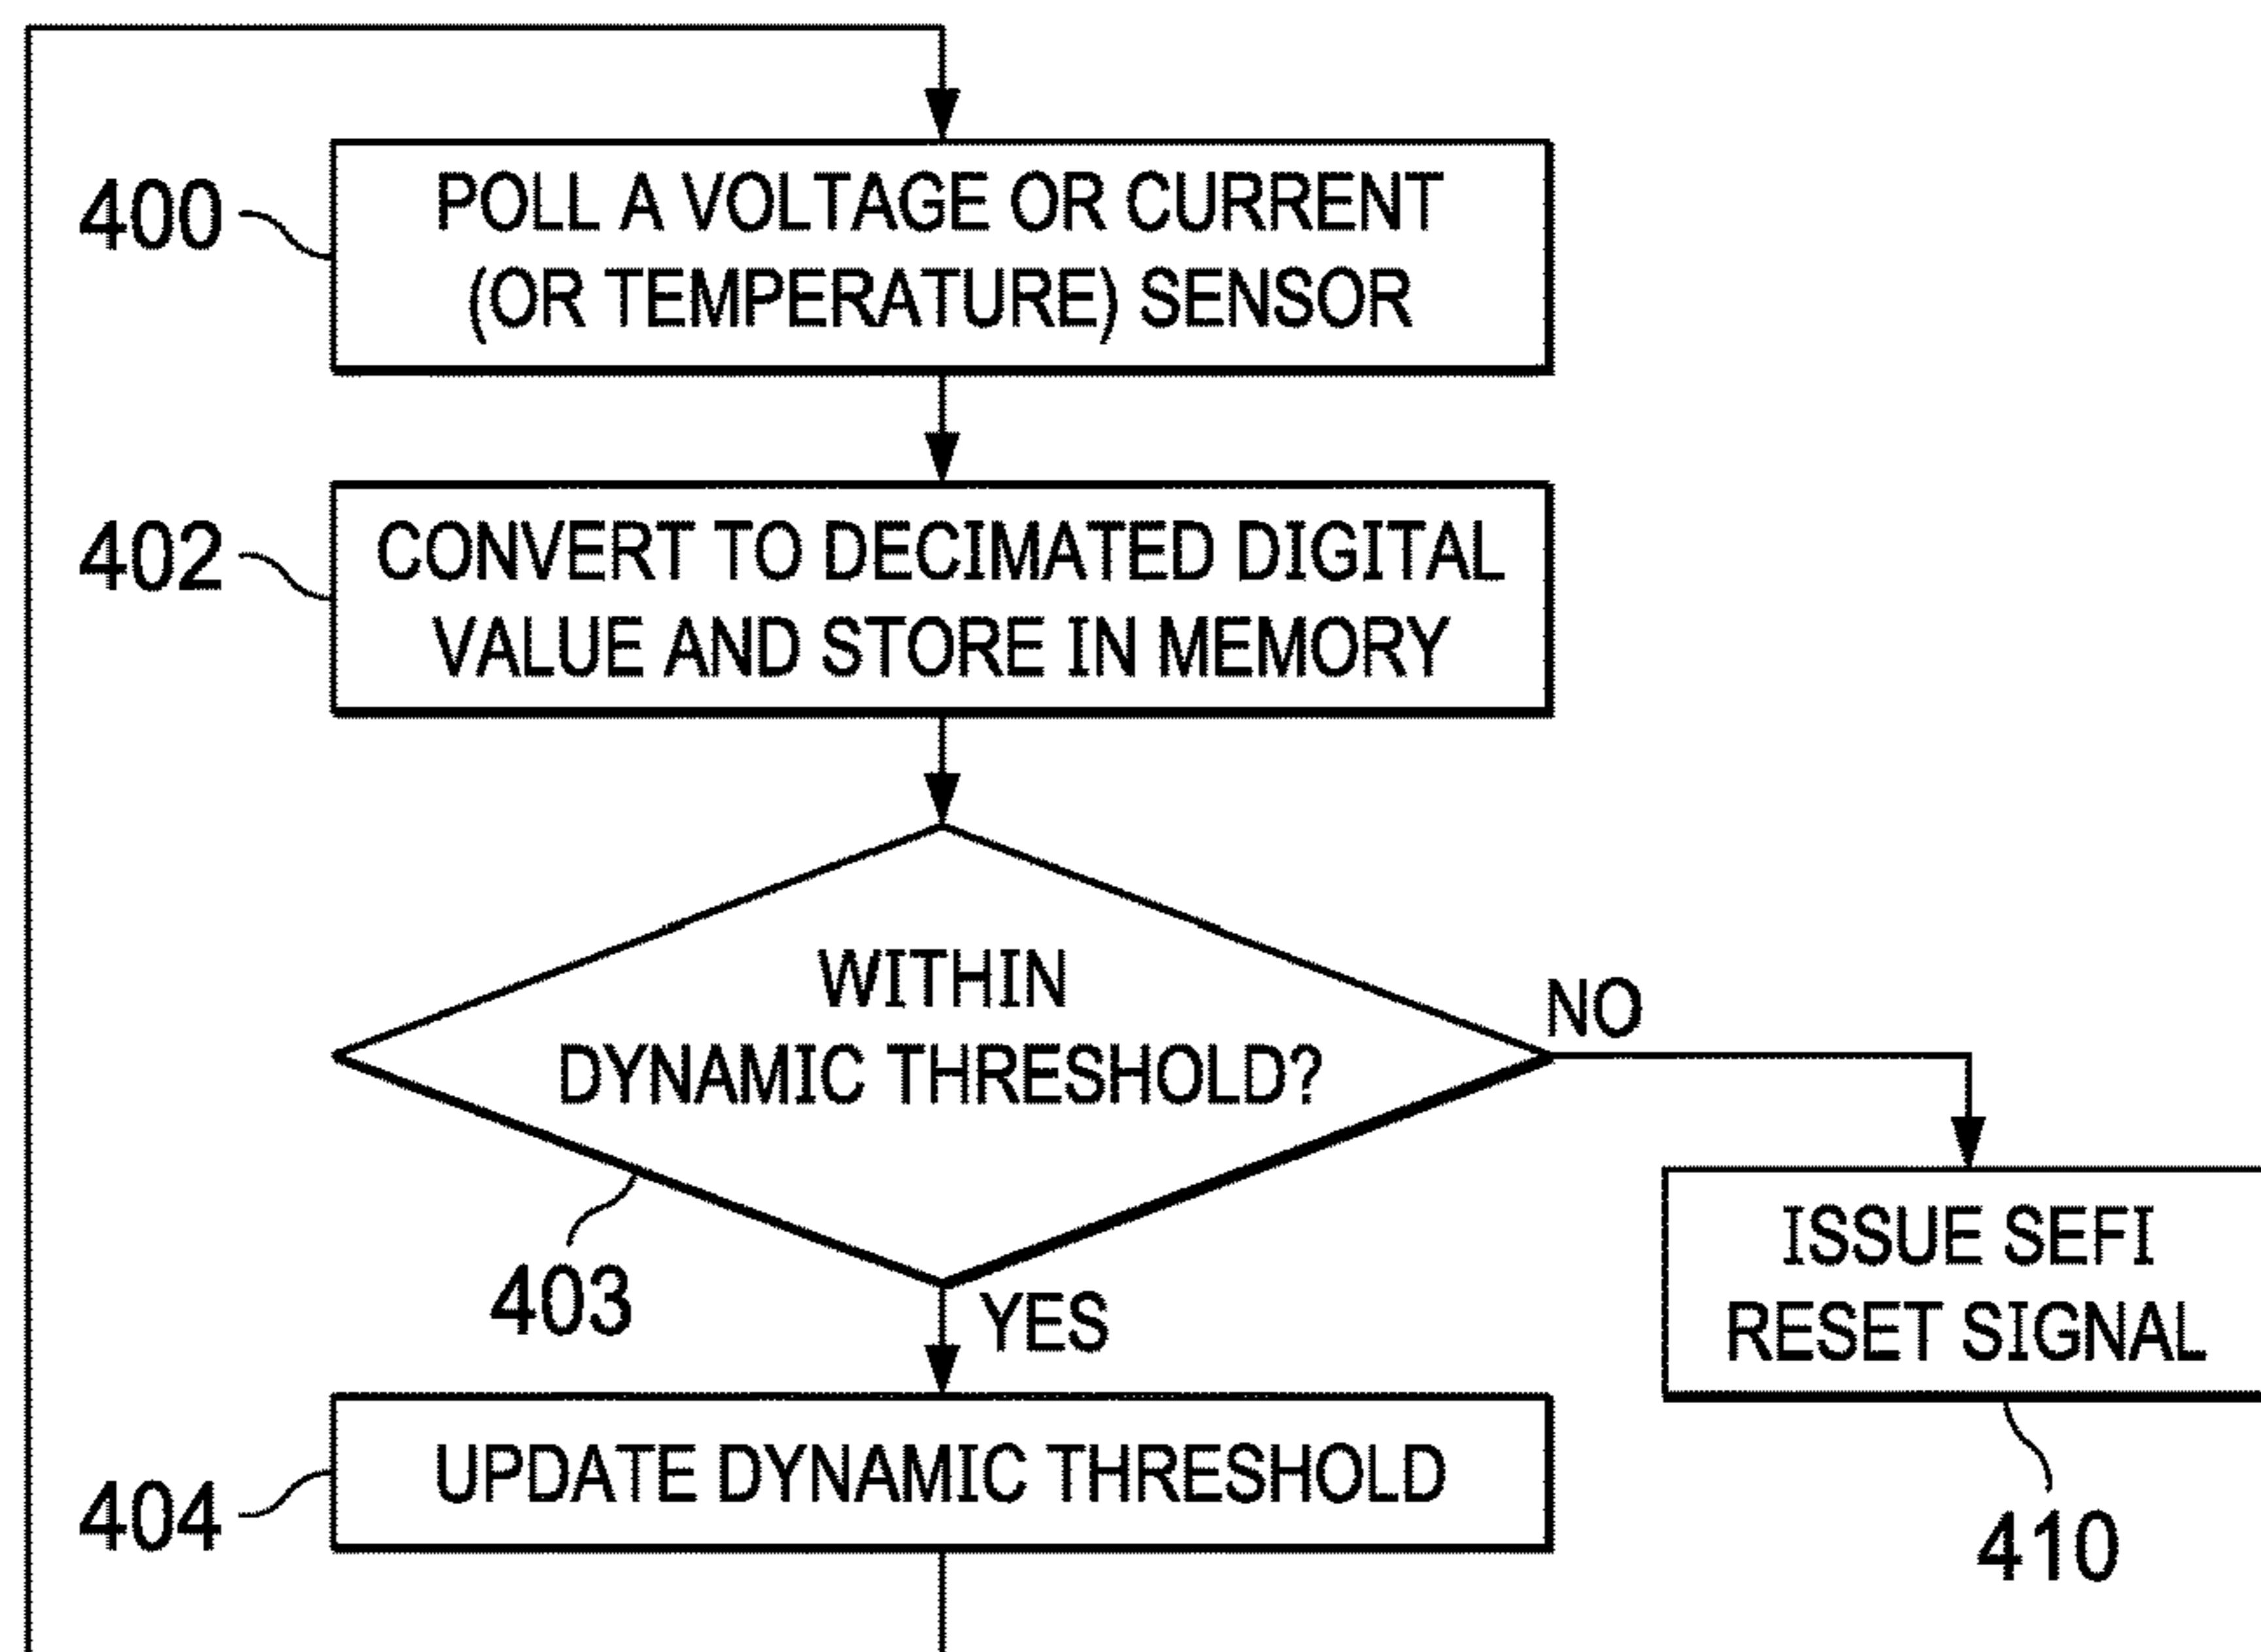 400
POLL A VOLTAGE OR CURRENT
(OR TEMPERATURE) SENSOR
402
CONVERT TO DECIMATED DIGITAL
VALUE AND STORE IN MEMORY
WITHIN
DYNAMIC THRESHOLD?
NO
403
YES
ISSUE SEFI
RESET SIGNAL
410
404
UPDATE DYNAMIC THRESHOLD